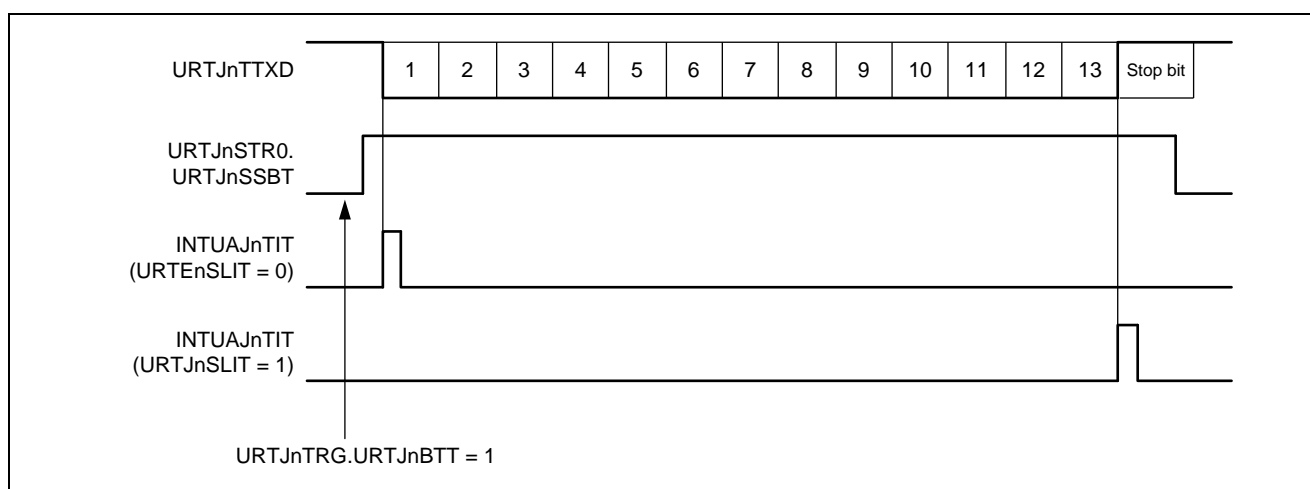 URTJnTTXD
1 2 3 4 5 6 7 8 9 10 11 12 13 Stop bit
URTJnSTR0.
URTJnSSBT
INTUAJnTIT
(URTEnSLIT = 0)
INTUAJnTIT
(URTJnSLIT = 1)
URTJnTRG.URTJnBTT = 1